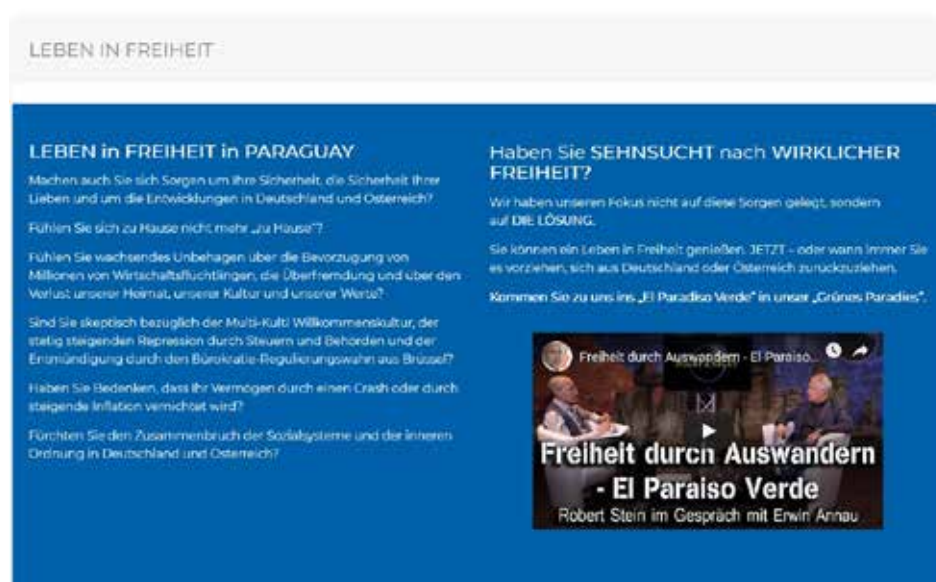 LEBEN IN FREIHEIT
LEBEN in FREIHEIT in PARAGUAY
Machen auch Sie sich Sorgen um Ihre Sicherheit, die Sicherheit Ihrer
Lieben und um die Entwicklungen in Deutschland und Österreich?
Fühlen Sie sich zu Hause nicht mehr „zu Hause"?
Fühlen Sie wachsendes Unbehagen über die Bevorzugung von
Millionen von Wirtschaftsflüchtlingen, die Überfremdung und über den
Verlust unserer Heimat, unserer Kultur und unserer Werte?
Sind Sie skeptisch bezüglich der Multi-Kulti Willkommenskultur, der
stetig steigenden Repression durch Steuern und Behörden und der
Entmündigung durch den Bürokratie-Regulierungswahn aus Brüssel?
Haben Sie Bedenken, dass Ihr Vermögen durch einen Crash oder durch
steigende Inflation vernichtet wird?
Fürchten Sie den Zusammenbruch der Sozialsysteme und der inneren
Ordnung in Deutschland und Österreich?
Haben Sie SEHNSUCHT nach WIRKLICHER
FREIHEIT?
Wir haben unseren Fokus nicht auf diese Sorgen gelegt, sondern
auf DIE LÖSUNG.
Sie können ein Leben in Freiheit genießen. JETZT – oder wann immer Sie
es vorziehen, sich aus Deutschland oder Österreich zurückzuziehen.
Kommen Sie zu uns ins „El Paradiso Verde" in unser „Grünes Paradies".
Freiheit durch Auswandern - El Paraiso...
Freiheit durch Auswandern
- El Paraiso Verde
Robert Stein im Gespräch mit Erwin Annau